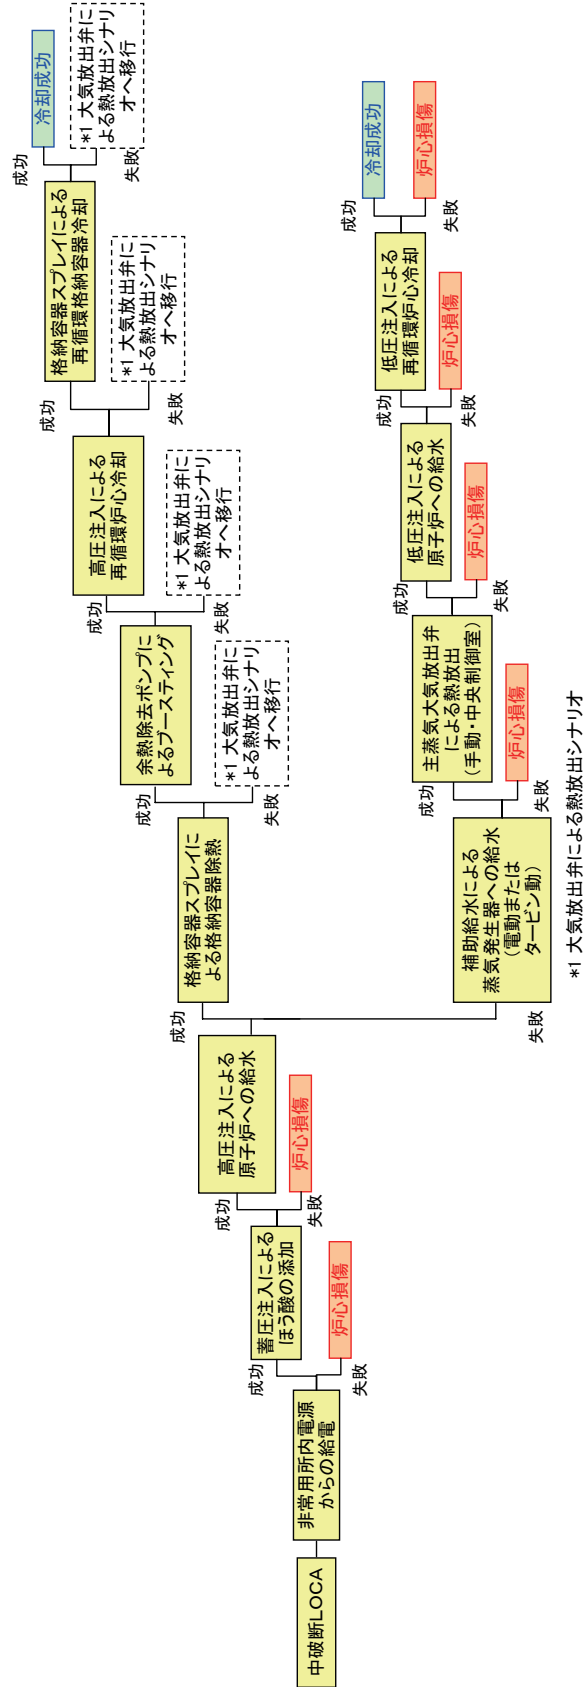 中破断LOCA
非常用所内電源
からの給電
成功
失敗
炉心損傷
蓄圧注入による
ほう酸の添加
成功
失敗
炉心損傷
高圧注入による
原子炉への給水
成功
失敗
格納容器スプレイに
よる格納容器除熱
成功
失敗
*1 大気放出弁に
よる熱放出シナリ
オへ移行
余熱除去ポンプに
よるブースティング
成功
失敗
*1 大気放出弁に
よる熱放出シナリ
オへ移行
高圧注入による
再循環炉心冷却
成功
失敗
*1 大気放出弁に
よる熱放出シナリ
オへ移行
格納容器スプレイによる
再循環格納容器冷却
成功
失敗
冷却成功
*1 大気放出弁に
よる熱放出シナリ
オへ移行
補助給水による
蒸気発生器への給水
(電動または
タービン動)
成功
失敗
炉心損傷
主蒸気大気放出弁
による熱放出
(手動・中央制御室)
成功
失敗
炉心損傷
低圧注入による
原子炉への給水
成功
失敗
炉心損傷
低圧注入による
再循環炉心冷却
成功
失敗
冷却成功
炉心損傷
*1 大気放出弁による熱放出シナリオ